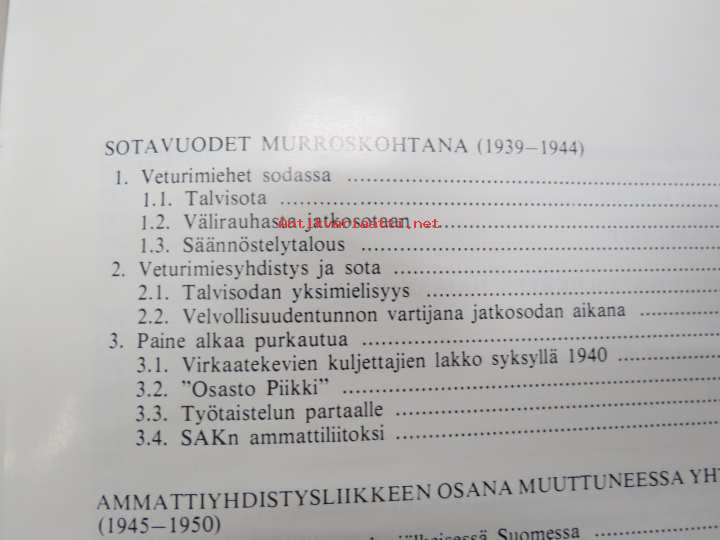 SOTAVUODET MURROSKOHTANA (1939–1944)
1. Veturimiehet sodassa
1.1. Talvisota
1.2. Välirauhasta jatkosotaan
1.3. Säännöstelytalous
2. Veturimiesyhdistys ja sota
2.1. Talvisodan yksimielisyys
2.2. Velvollisuudentunnon vartijana jatkosodan aikana
3. Paine alkaa purkautua
3.1. Virkaatekevien kuljettajien lakko syksyllä 1940
3.2. ”Osasto Piikki”
3.3. Työtaistelun partaalle
3.4. SAKn ammattiliitoksi
AMMATTIYHDISTYSLIIKKEEN OSANA MUUTTUNEESSA YH
(1945–1950)
Suomessa